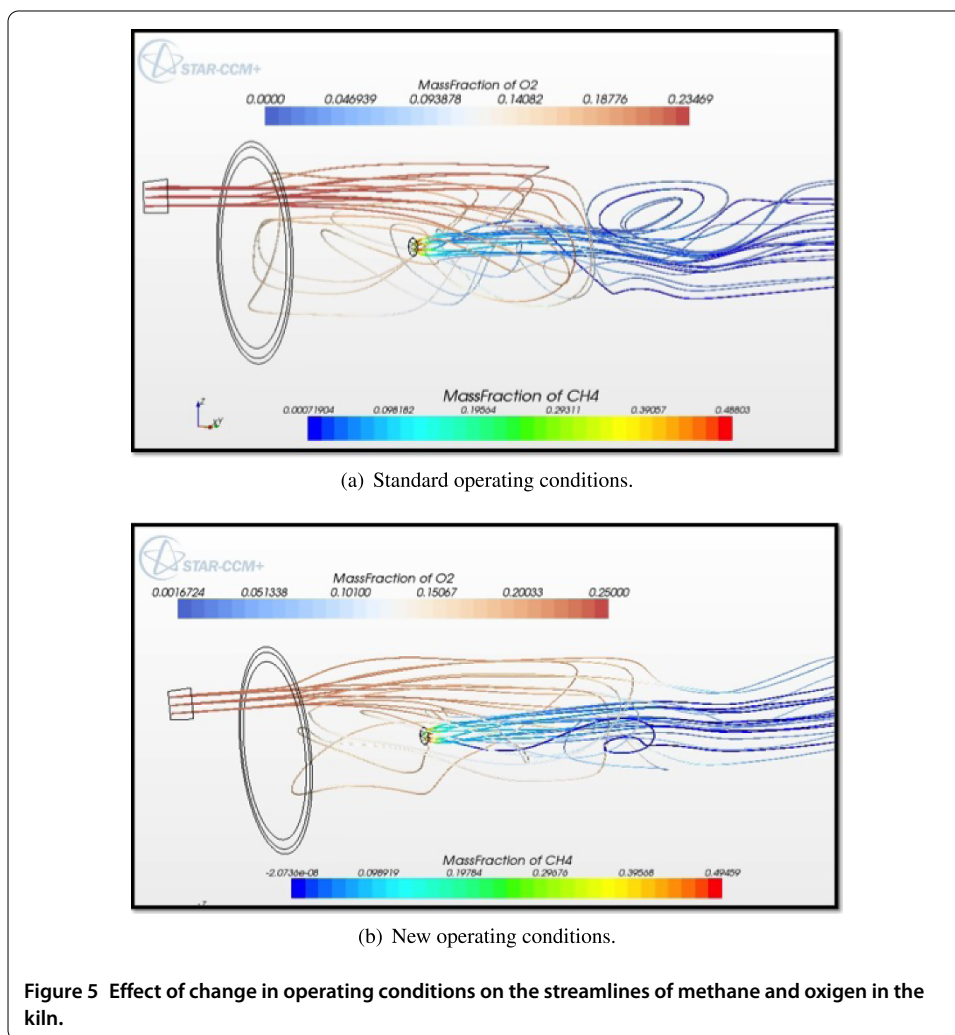 STAR-CCM+
MassFraction of O2
0.0000 0.046939 0.093878 0.14082 0.18776 0.23469
MassFraction of CH4
0.00071904 0.098182 0.19564 0.29311 0.39057 0.48803
Z
XY
(a) Standard operating conditions.
STAR-CCM+
MassFraction of O2
0.0016724 0.051338 0.10100 0.15067 0.20033 0.25000
MassFraction of CH4
-2.0736e-08 0.098919 0.19784 0.29676 0.39568 0.49459
(b) New operating conditions.
Figure 5 Effect of change in operating conditions on the streamlines of methane and oxigen in the
kiln.